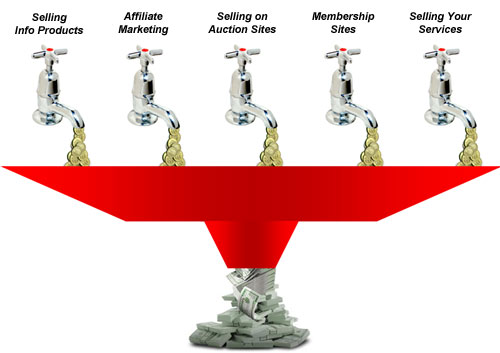 Selling
Info Products
Affiliate
Marketing
Selling on
Auction Sites
Membership
Sites
Selling Your
Services